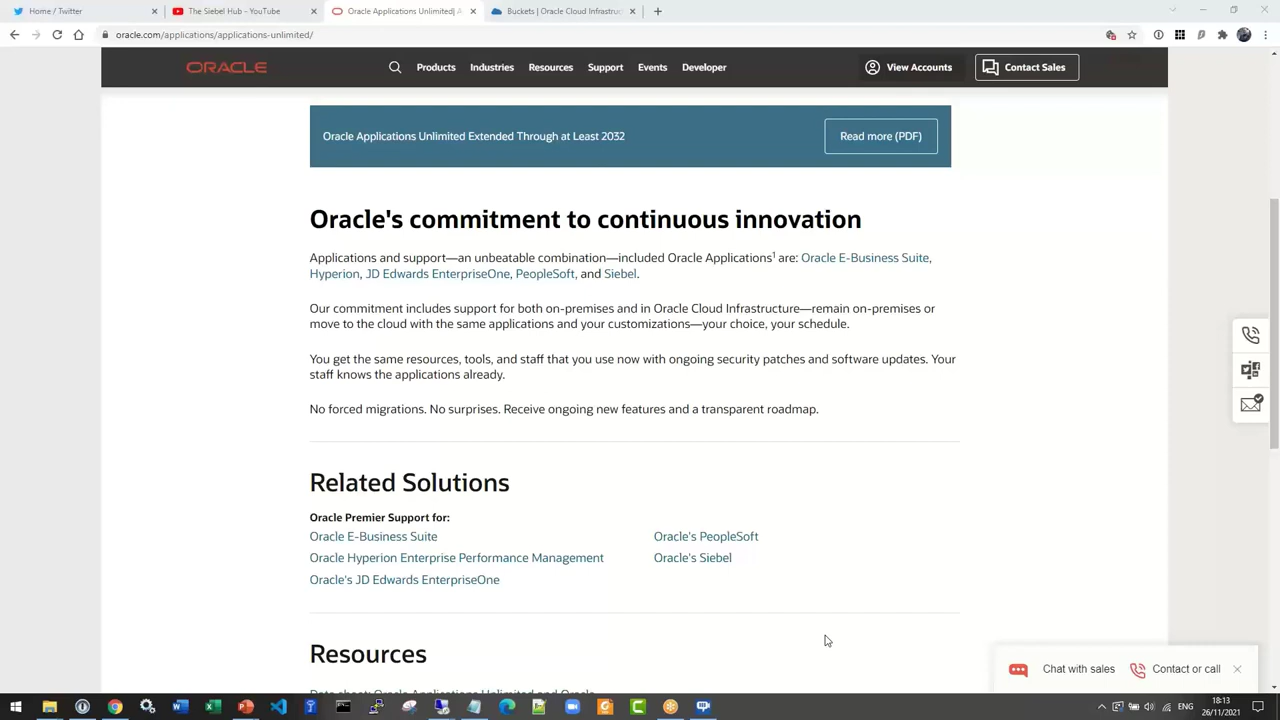 Home / Twitter
The Siebel Hub - YouTube
Oracle Applications Unlimited| A
Buckets | Oracle Cloud Infrastruc
oracle.com/applications/applications-unlimited/
ORACLE
Products
Industries
Resources
Support
Events
Developer
View Accounts
Contact Sales
Oracle Applications Unlimited Extended Through at Least 2032
Read more (PDF)
Oracle's commitment to continuous innovation
Applications and support—an unbeatable combination—included Oracle Applications1 are: Oracle E-Business Suite,
Hyperion, JD Edwards EnterpriseOne, PeopleSoft, and Siebel.
Our commitment includes support for both on-premises and in Oracle Cloud Infrastructure—remain on-premises or
move to the cloud with the same applications and your customizations—your choice, your schedule.
You get the same resources, tools, and staff that you use now with ongoing security patches and software updates. Your
staff knows the applications already.
No forced migrations. No surprises. Receive ongoing new features and a transparent roadmap.
Related Solutions
Oracle Premier Support for:
Oracle E-Business Suite
Oracle's PeopleSoft
Oracle Hyperion Enterprise Performance Management
Oracle's Siebel
Oracle's JD Edwards EnterpriseOne
Resources
Data sheet: Oracle Applications Unlimited and Oracle
Chat with sales
Contact or call
ENG
18:13
26/11/2021